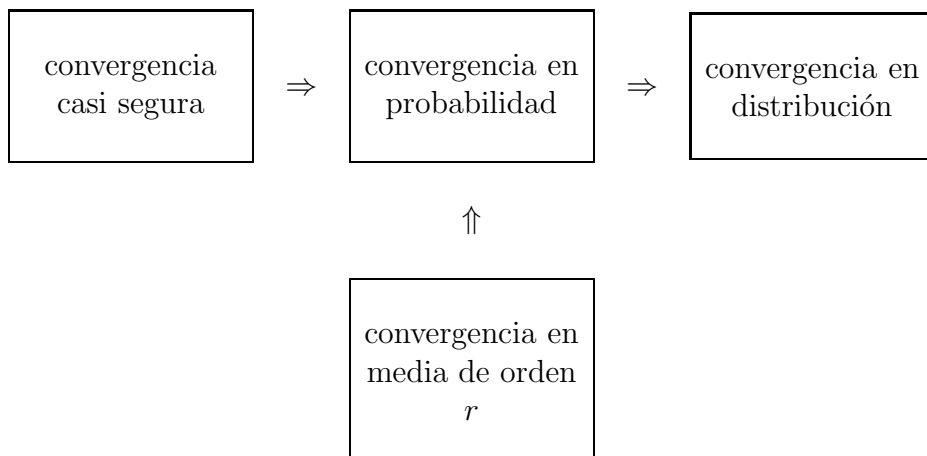 convergencia
casi segura
⇒
convergencia en
probabilidad
⇒
convergencia en
distribución
⇑
convergencia en
media de orden
r